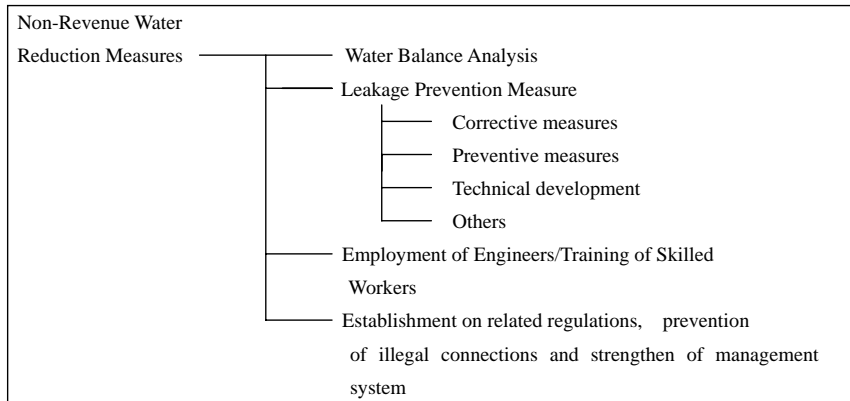 Non-Revenue Water
Reduction Measures Water Balance Analysis
Leakage Prevention Measure
Corrective measures
Preventive measures
Technical development
Others
Employment of Engineers/Training of Skilled
Workers
Establishment on related regulations, prevention
of illegal connections and strengthen of management
system